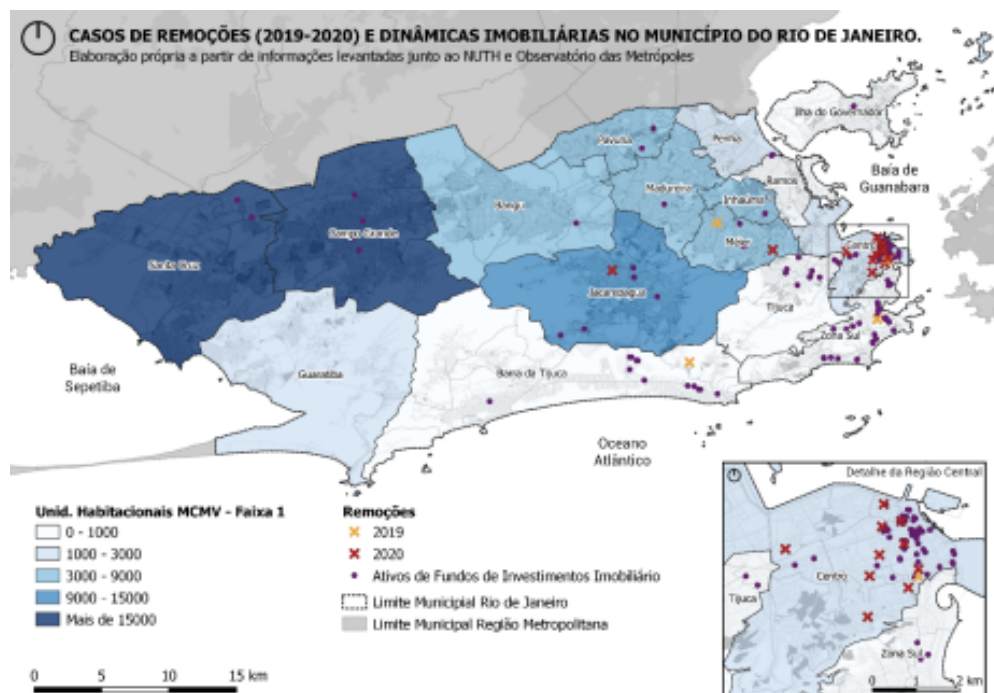 CASOS DE REMOÇÕES (2019-2020) E DINÂMICAS IMOBILIÁRIAS NO MUNICÍPIO DO RIO DE JANEIRO.
Elaboração própria a partir de informações levantadas junto ao NUTH e Observatório das Metrópoles
Ilha do Governador
Pavuna
Penha
Baía de
Guanabara
Ramos
Madureira
Inhaúma
Bangu
Méier
Centro
Campo Grande
Santa Cruz
Jacarepaguá
Tijuca
Zona Sul
Baía de
Sepetiba
Guaratiba
Barra da Tijuca
Oceano
Atlântico
Detalhe da Região Central
Centro
Tijuca
Zona Sul
0 1 2 km
Unid. Habitacionais MCMV - Faixa 1
0 - 1000
1000 - 3000
3000 - 9000
9000 - 15000
Mais de 15000
Remoções
2019
2020
Ativos de Fundos de Investimentos Imobiliário
Limite Municipial Rio de Janeiro
Limite Municipal Região Metropolitana
0 5 10 15 km